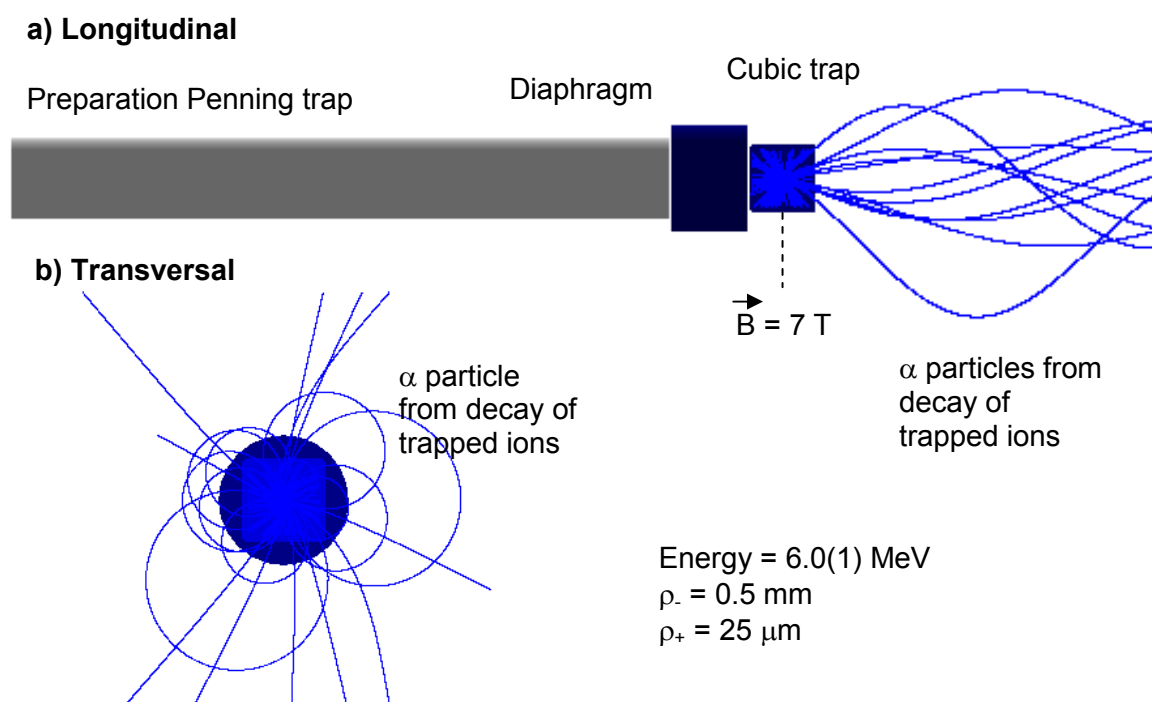 a) Longitudinal
Preparation Penning trap
Diaphragm
Cubic trap
b) Transversal
B = 7 T
α particle
from decay of
trapped ions
α particles from
decay of
trapped ions
Energy = 6.0(1) MeV
ρ- = 0.5 mm
ρ+ = 25 μm